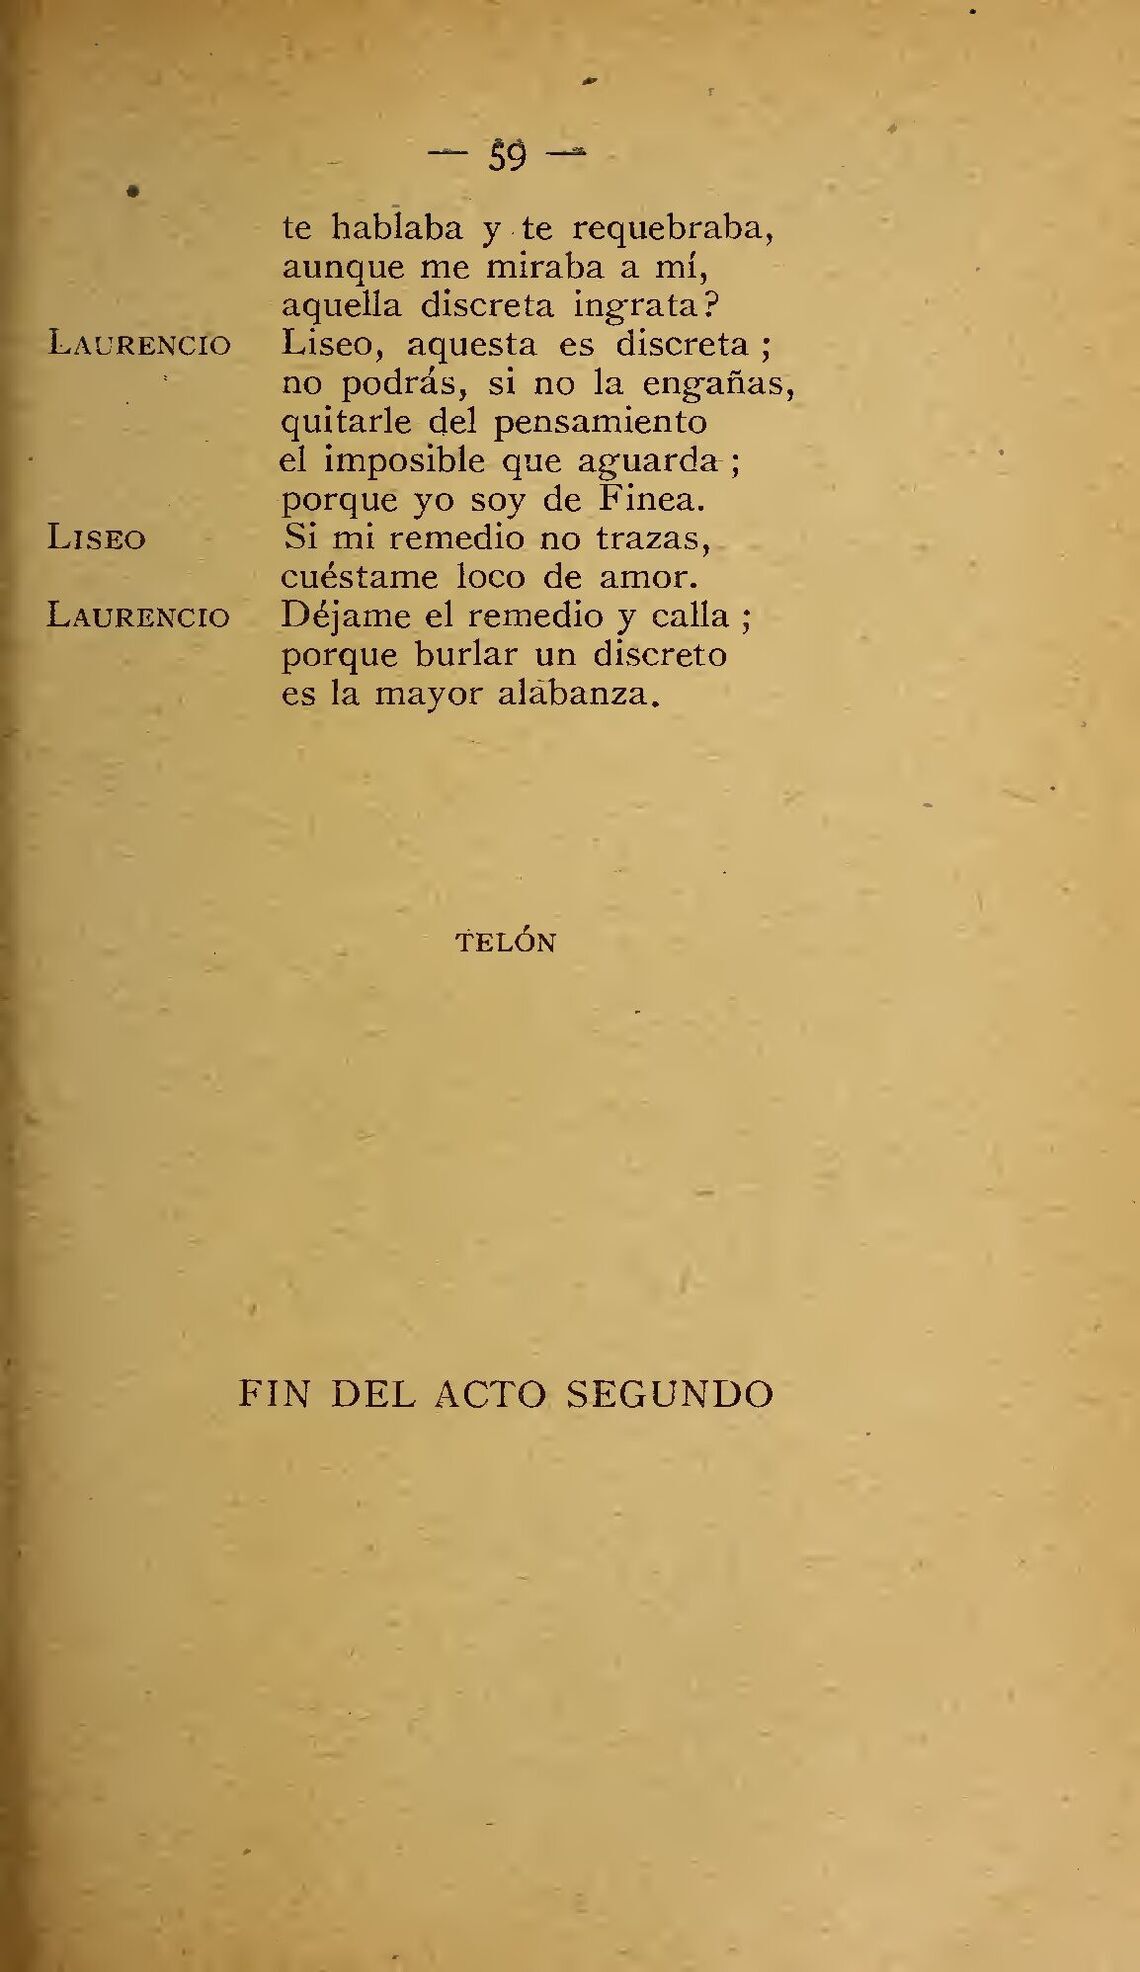 — 59 —
te hablaba y te requebraba,
aunque me miraba a mí,
aquella discreta ingrata?
LAURENCIO Liseo, aquesta es discreta ;
no podrás, si no la engañas,
quitarle del pensamiento
el imposible que aguarda ;
porque yo soy de Finea.
LISEO Si mi remedio no trazas,
cuéstame loco de amor.
LAURENCIO Déjame el remedio y calla ;
porque burlar un discreto
es la mayor alabanza.
TELÓN
FIN DEL ACTO SEGUNDO